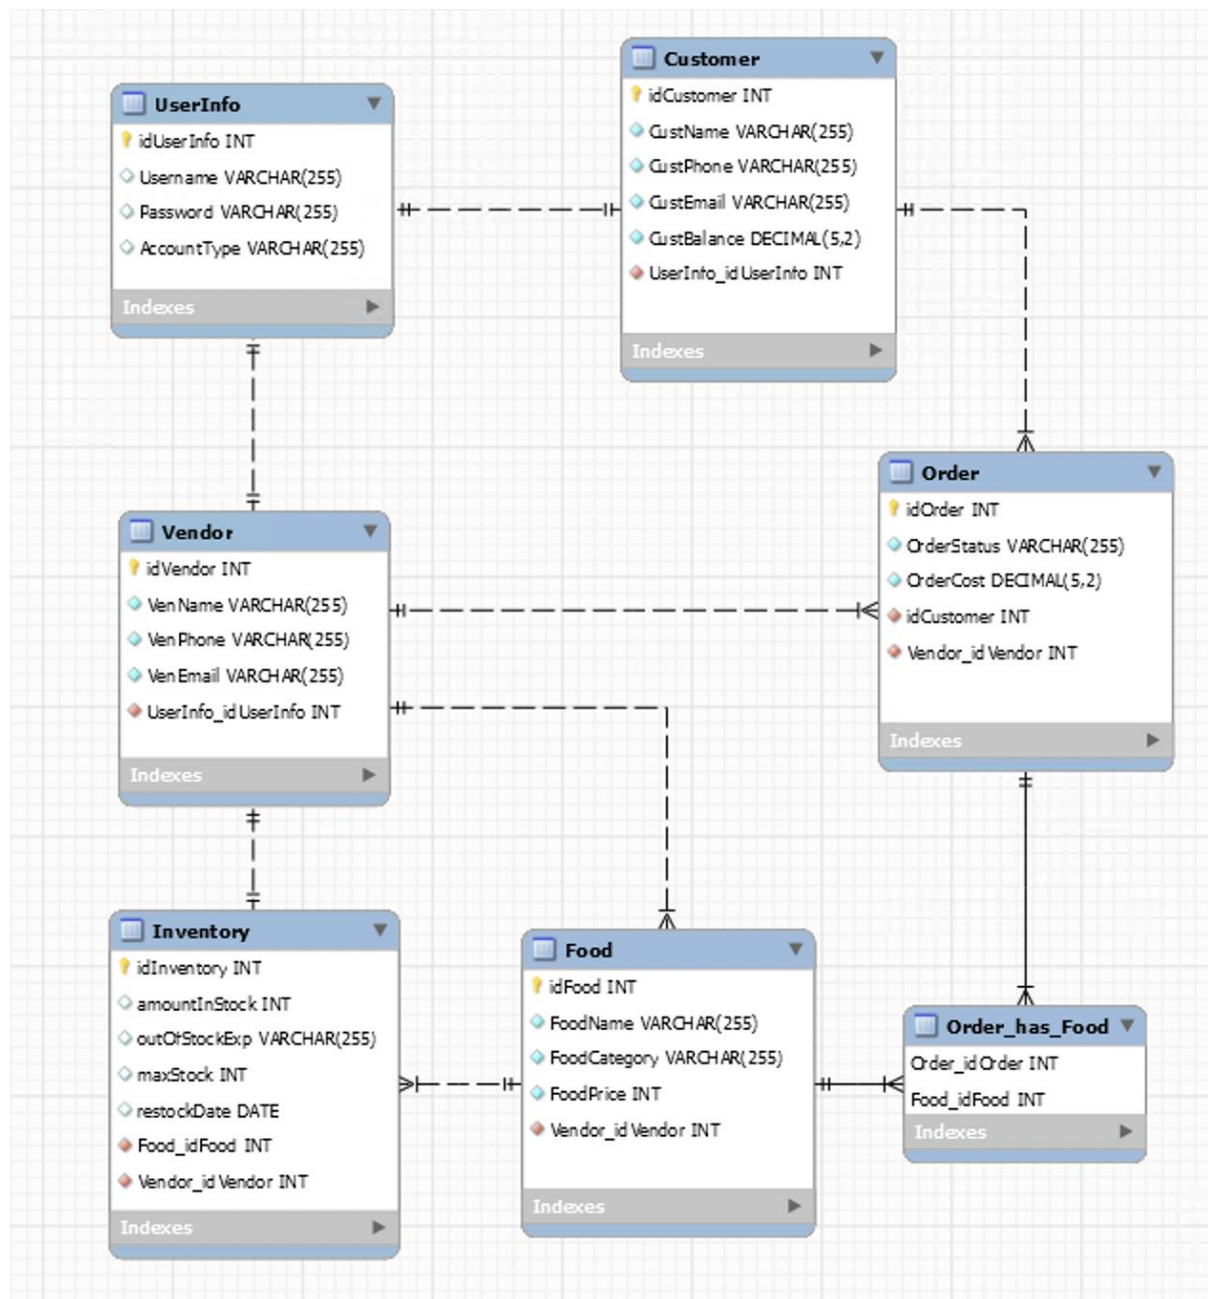 UserInfo
idUserInfo INT
Username VARCHAR(255)
Password VARCHAR(255)
AccountType VARCHAR(255)
Indexes
Customer
idCustomer INT
CustName VARCHAR(255)
CustPhone VARCHAR(255)
CustEmail VARCHAR(255)
CustBalance DECIMAL(5,2)
UserInfo_idUserInfo INT
Indexes
Vendor
idVendor INT
VenName VARCHAR(255)
VenPhone VARCHAR(255)
VenEmail VARCHAR(255)
UserInfo_idUserInfo INT
Indexes
Order
idOrder INT
OrderStatus VARCHAR(255)
OrderCost DECIMAL(5,2)
idCustomer INT
Vendor_idVendor INT
Indexes
Inventory
idInventory INT
amountInStock INT
outOfStockExp VARCHAR(255)
maxStock INT
restockDate DATE
Food_idFood INT
Vendor_idVendor INT
Indexes
Food
idFood INT
FoodName VARCHAR(255)
FoodCategory VARCHAR(255)
FoodPrice INT
Vendor_idVendor INT
Indexes
Order_has_Food
Order_idOrder INT
Food_idFood INT
Indexes